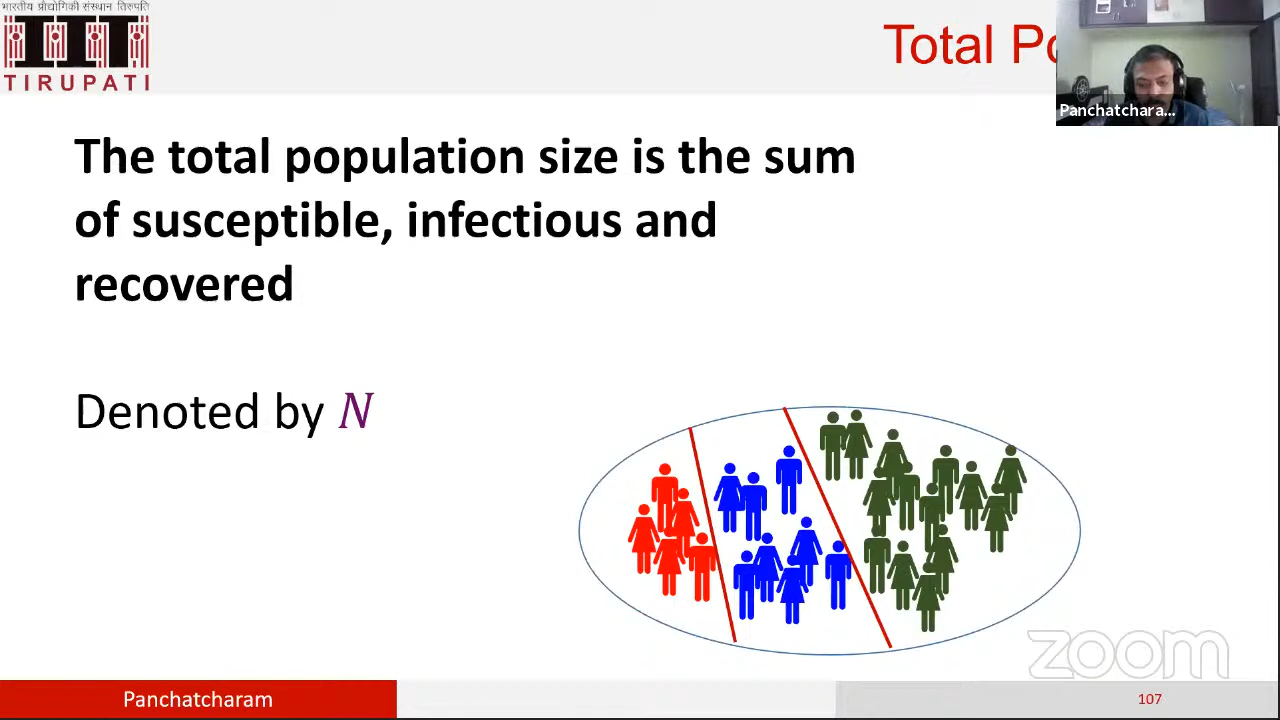 भारतीय प्रौद्योगिकी संस्थान तिरुपति
TIRUPATI
Total Po
Panchatchara...
The total population size is the sum
of susceptible, infectious and
recovered
Denoted by N
zoom
Panchatcharam
107